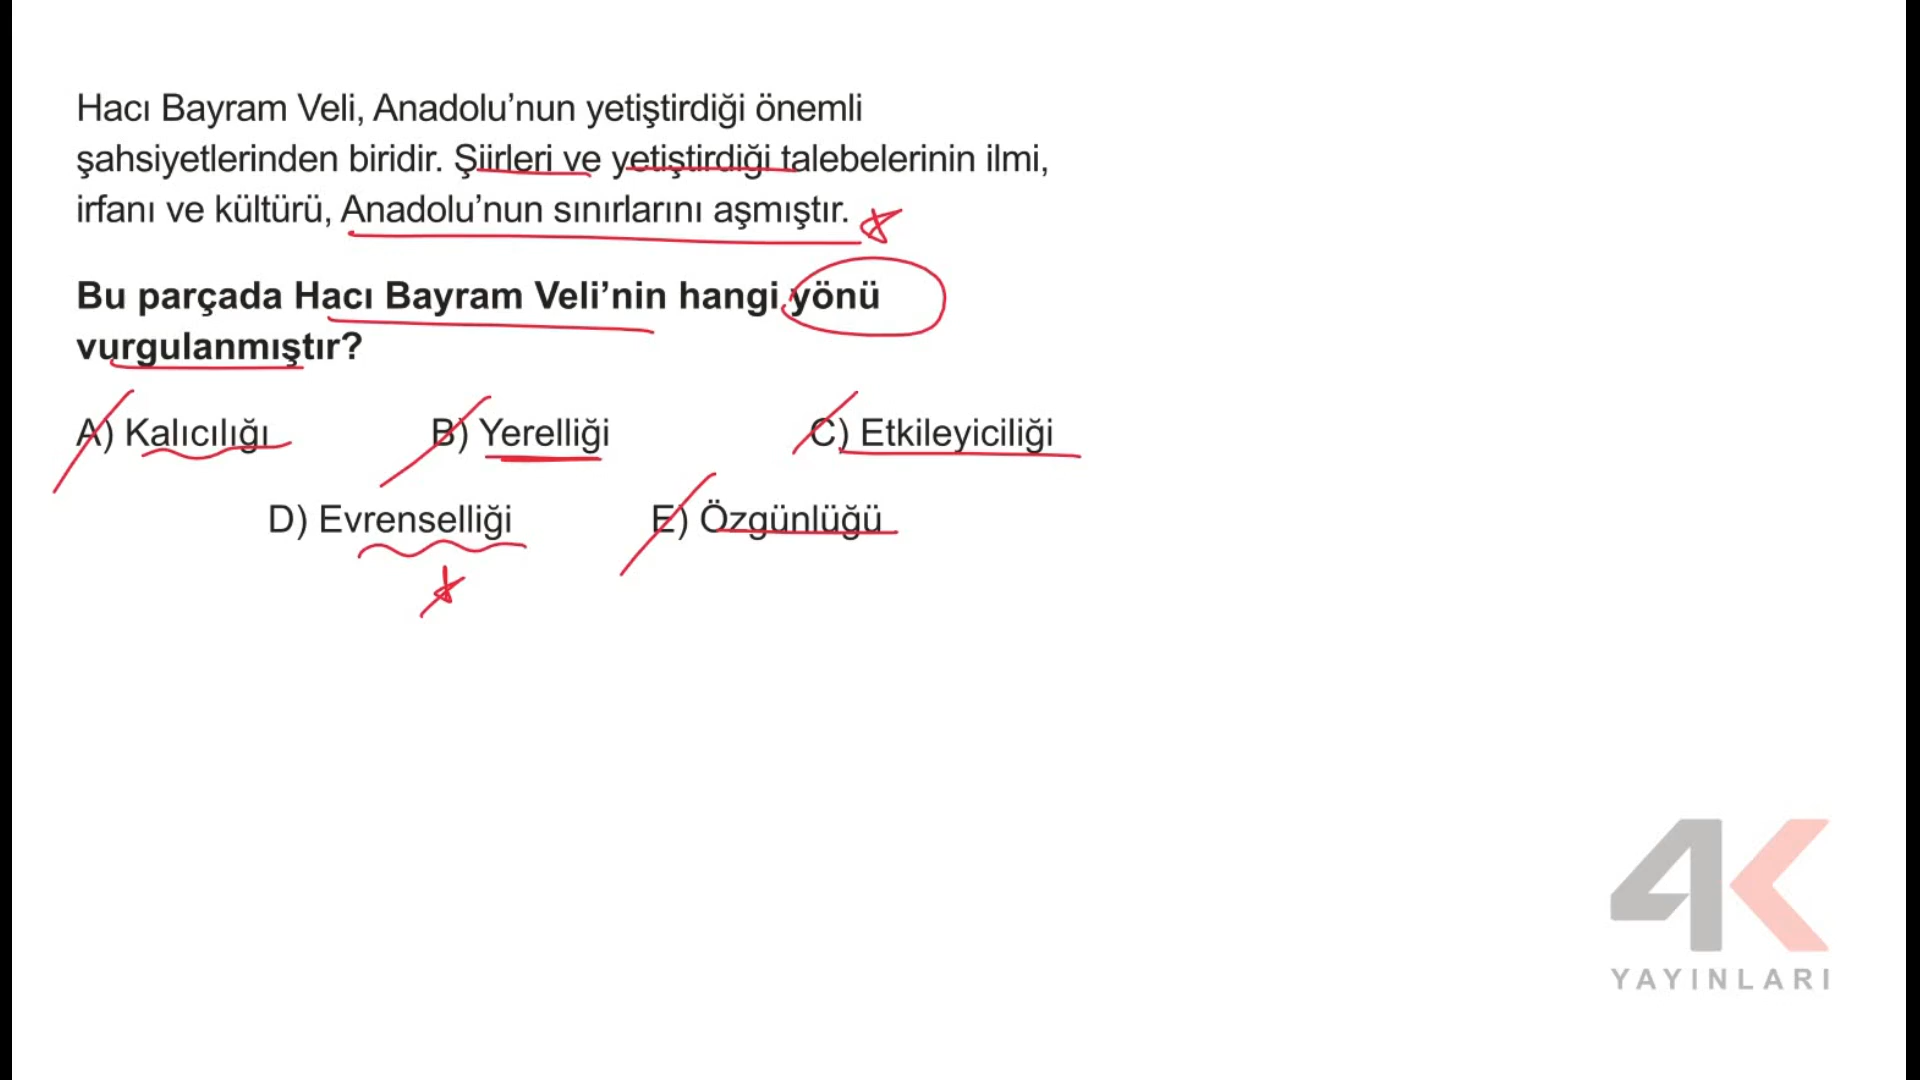 Hacı Bayram Veli, Anadolu’nun yetiştirdiği önemli
şahsiyetlerinden biridir. Şiirleri ve yetiştirdiği talebelerinin ilmi,
irfanı ve kültürü, Anadolu’nun sınırlarını aşmıştır.
Bu parçada Hacı Bayram Veli’nin hangi yönü
vurgulanmıştır?
A) Kalıcılığı B) Yerelliği C) Etkileyiciliği
D) Evrenselliği E) Özgünlüğü
4K
YAYINLARI